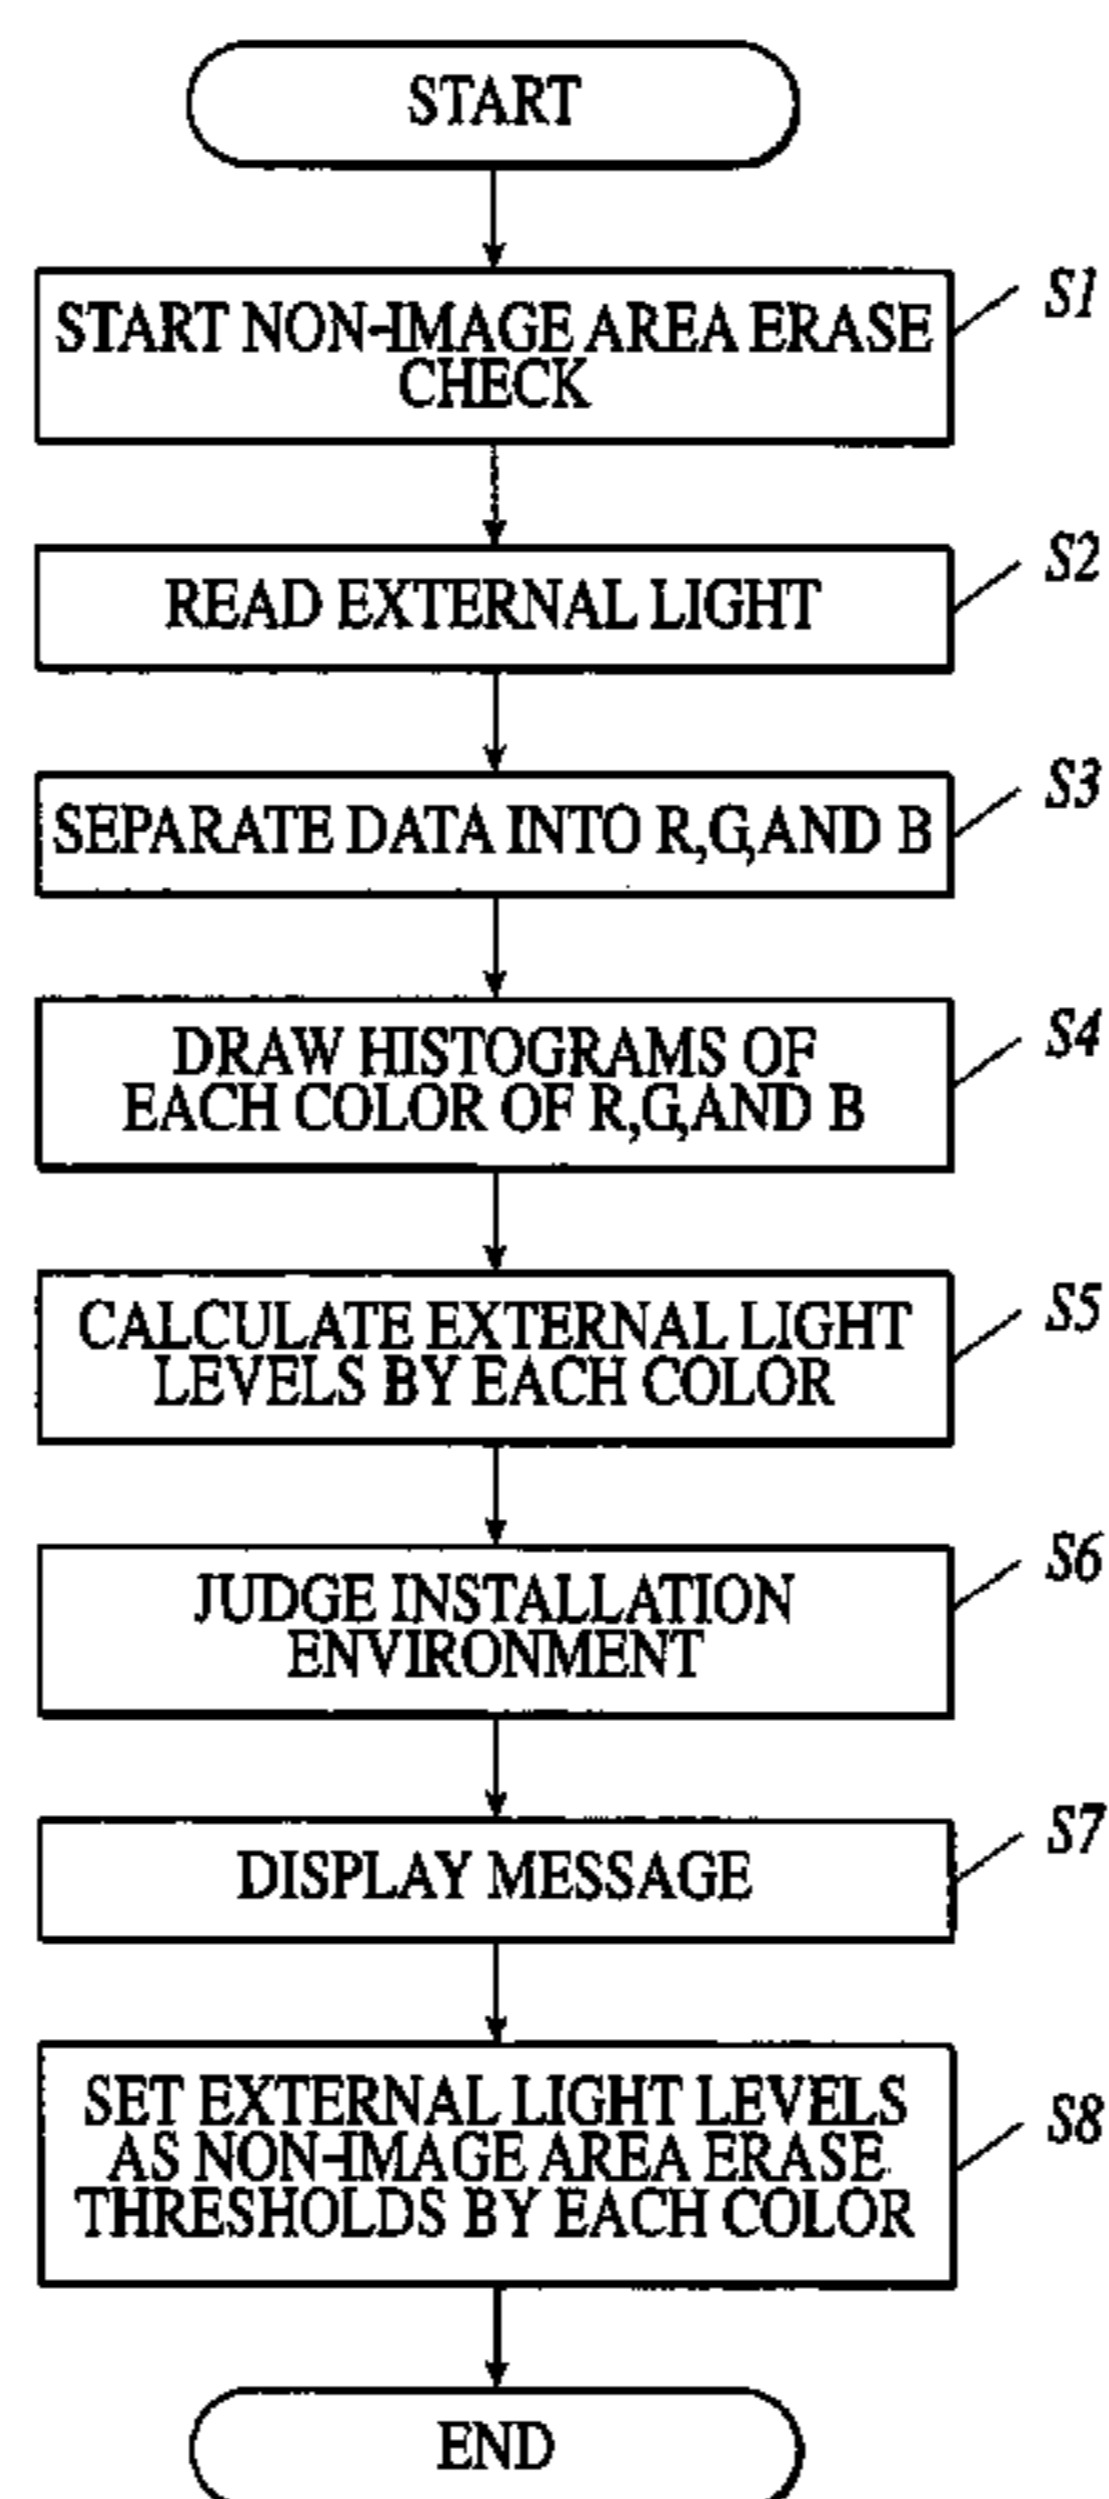 START
START NON-IMAGE AREA ERASE
CHECK
S1
READ EXTERNAL LIGHT
S2
SEPARATE DATA INTO R,G,AND B
S3
DRAW HISTOGRAMS OF
EACH COLOR OF R,G,AND B
S4
CALCULATE EXTERNAL LIGHT
LEVELS BY EACH COLOR
S5
JUDGE INSTALLATION
ENVIRONMENT
S6
DISPLAY MESSAGE
S7
SET EXTERNAL LIGHT LEVELS
AS NON-IMAGE AREA ERASE
THRESHOLDS BY EACH COLOR
S8
END